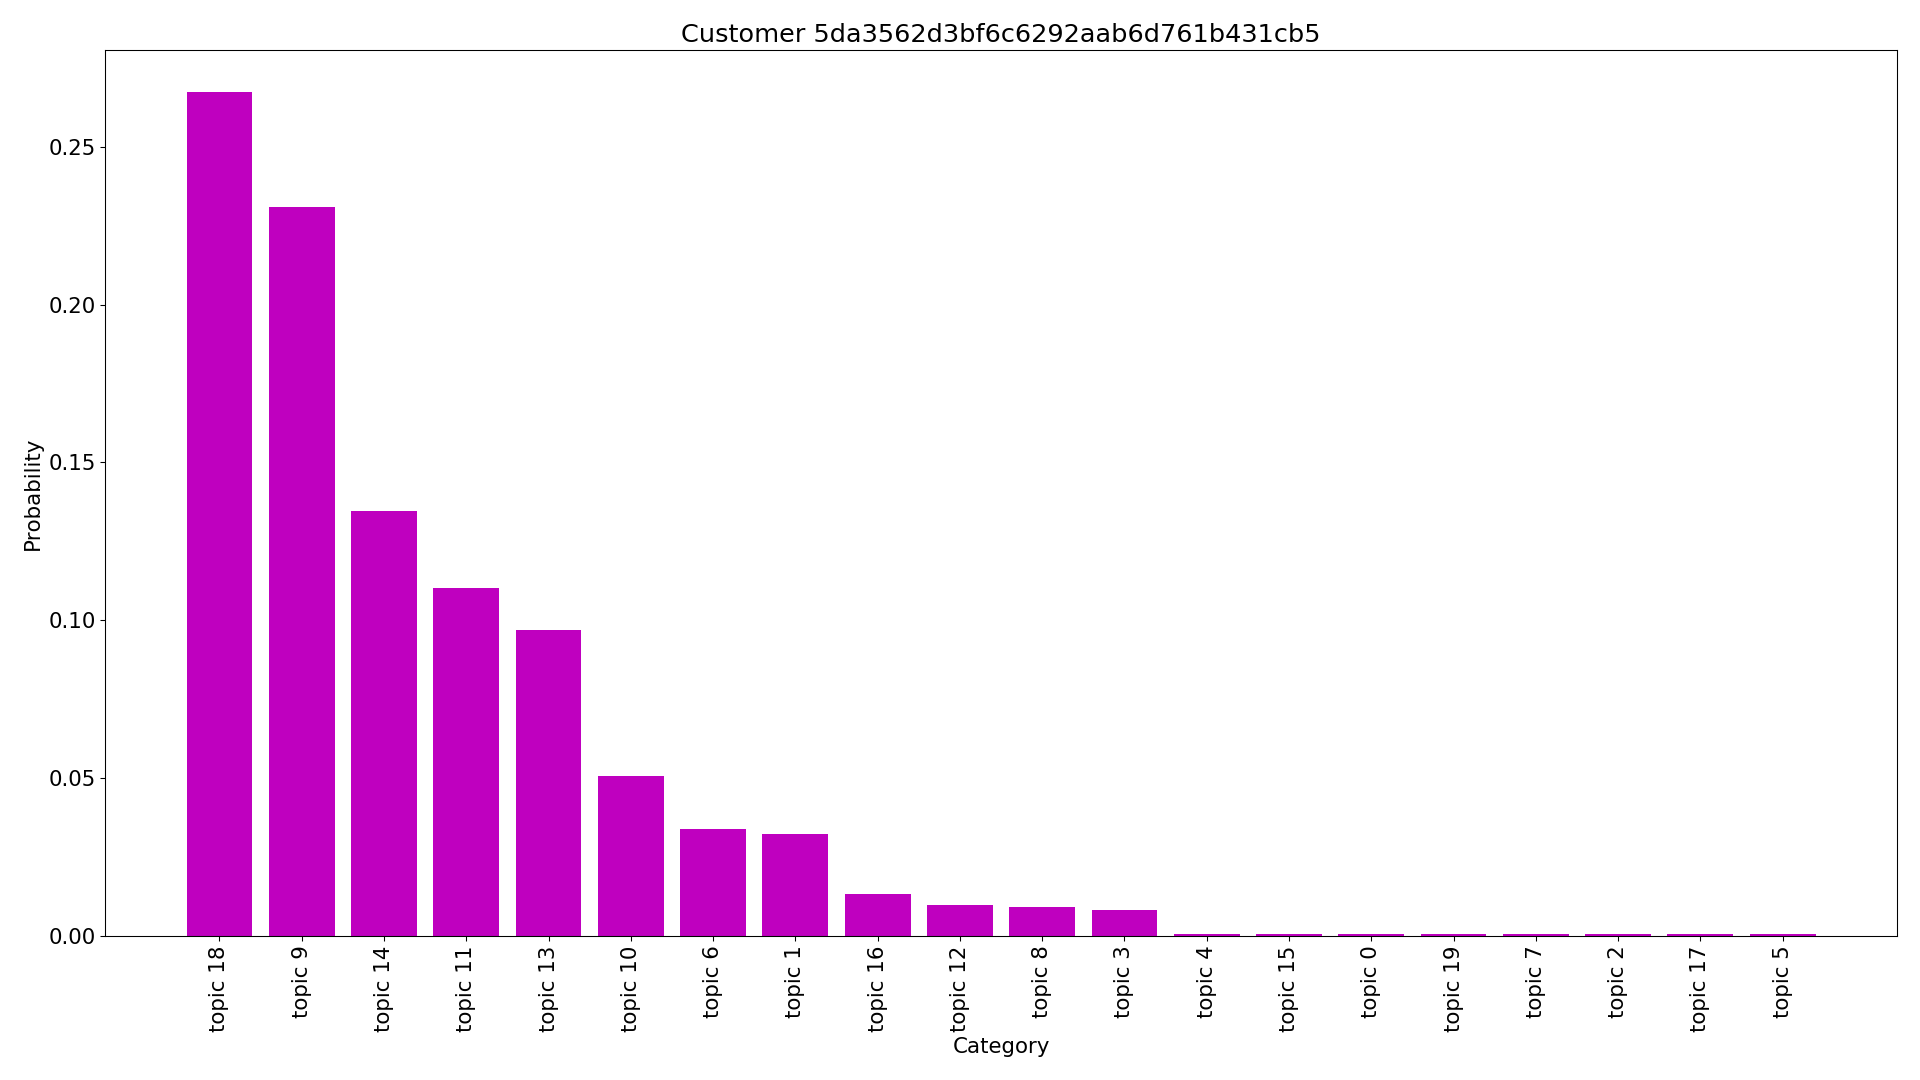 Customer 5da3562d3bf6c6292aab6d761b431cb5
Probability
0.25
0.20
0.15
0.10
0.05
0.00
topic 18
topic 9
topic 14
topic 11
topic 13
topic 10
topic 6
topic 1
topic 16
topic 12
topic 8
topic 3
topic 4
topic 15
topic 0
topic 19
topic 7
topic 2
topic 17
topic 5
Category